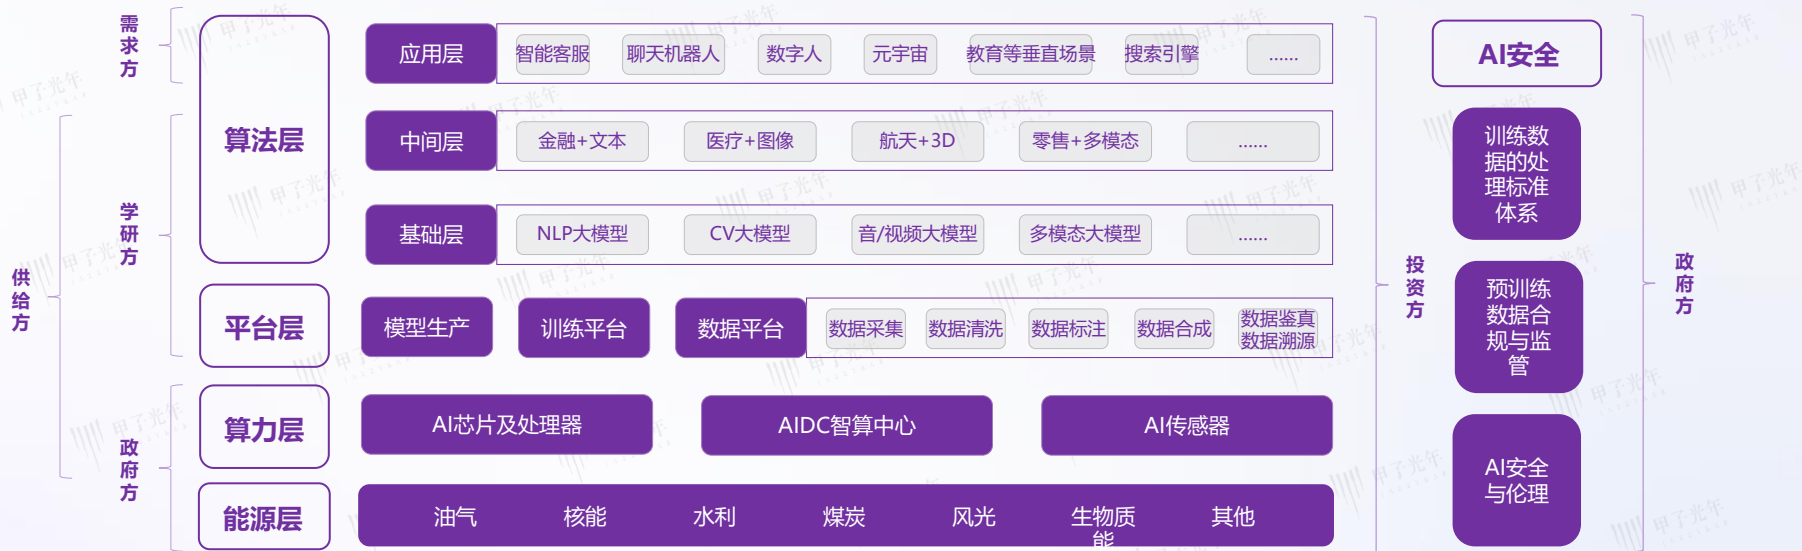 需求方
供给方
学研方
政府方
算法层
应用层
智能客服
聊天机器人
数字人
元宇宙
教育等垂直场景
搜索引擎
......
中间层
金融+文本
医疗+图像
航天+3D
零售+多模态
......
基础层
NLP大模型
CV大模型
音/视频大模型
多模态大模型
......
平台层
模型生产
训练平台
数据平台
数据采集
数据清洗
数据标注
数据合成
数据鉴真
数据溯源
算力层
AI芯片及处理器
AIDC智算中心
AI传感器
能源层
油气
核能
水利
煤炭
风光
生物质
能
其他
投资方
AI安全
训练数
据的处
理标准
体系
预训练
数据合
规与监
管
AI安全
与伦理
政府方
甲子光年